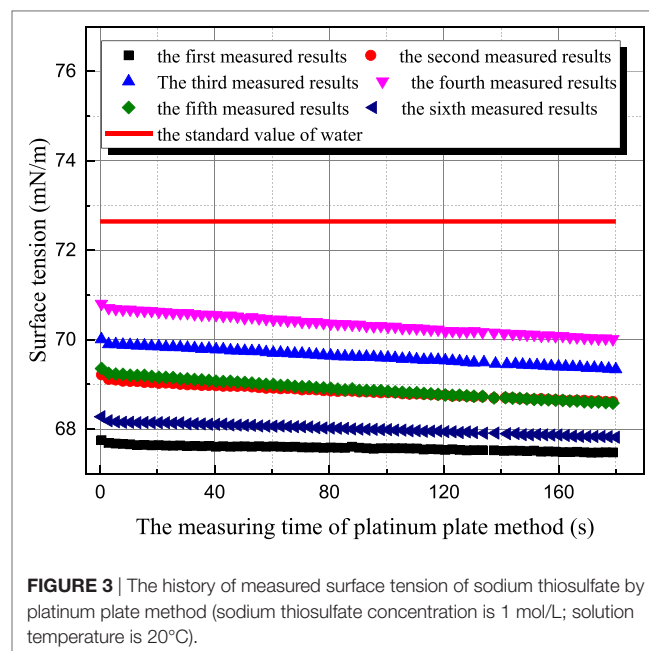 76
74
72
70
68
Surface tension (mN/m)
the first measured results the second measured results
The third measured results the fourth measured results
the fifth measured results the sixth measured results
the standard value of water
0 40 80 120 160
The measuring time of platinum plate method (s)
FIGURE 3 | The history of measured surface tension of sodium thiosulfate by
platinum plate method (sodium thiosulfate concentration is 1 mol/L; solution
temperature is 20°C).